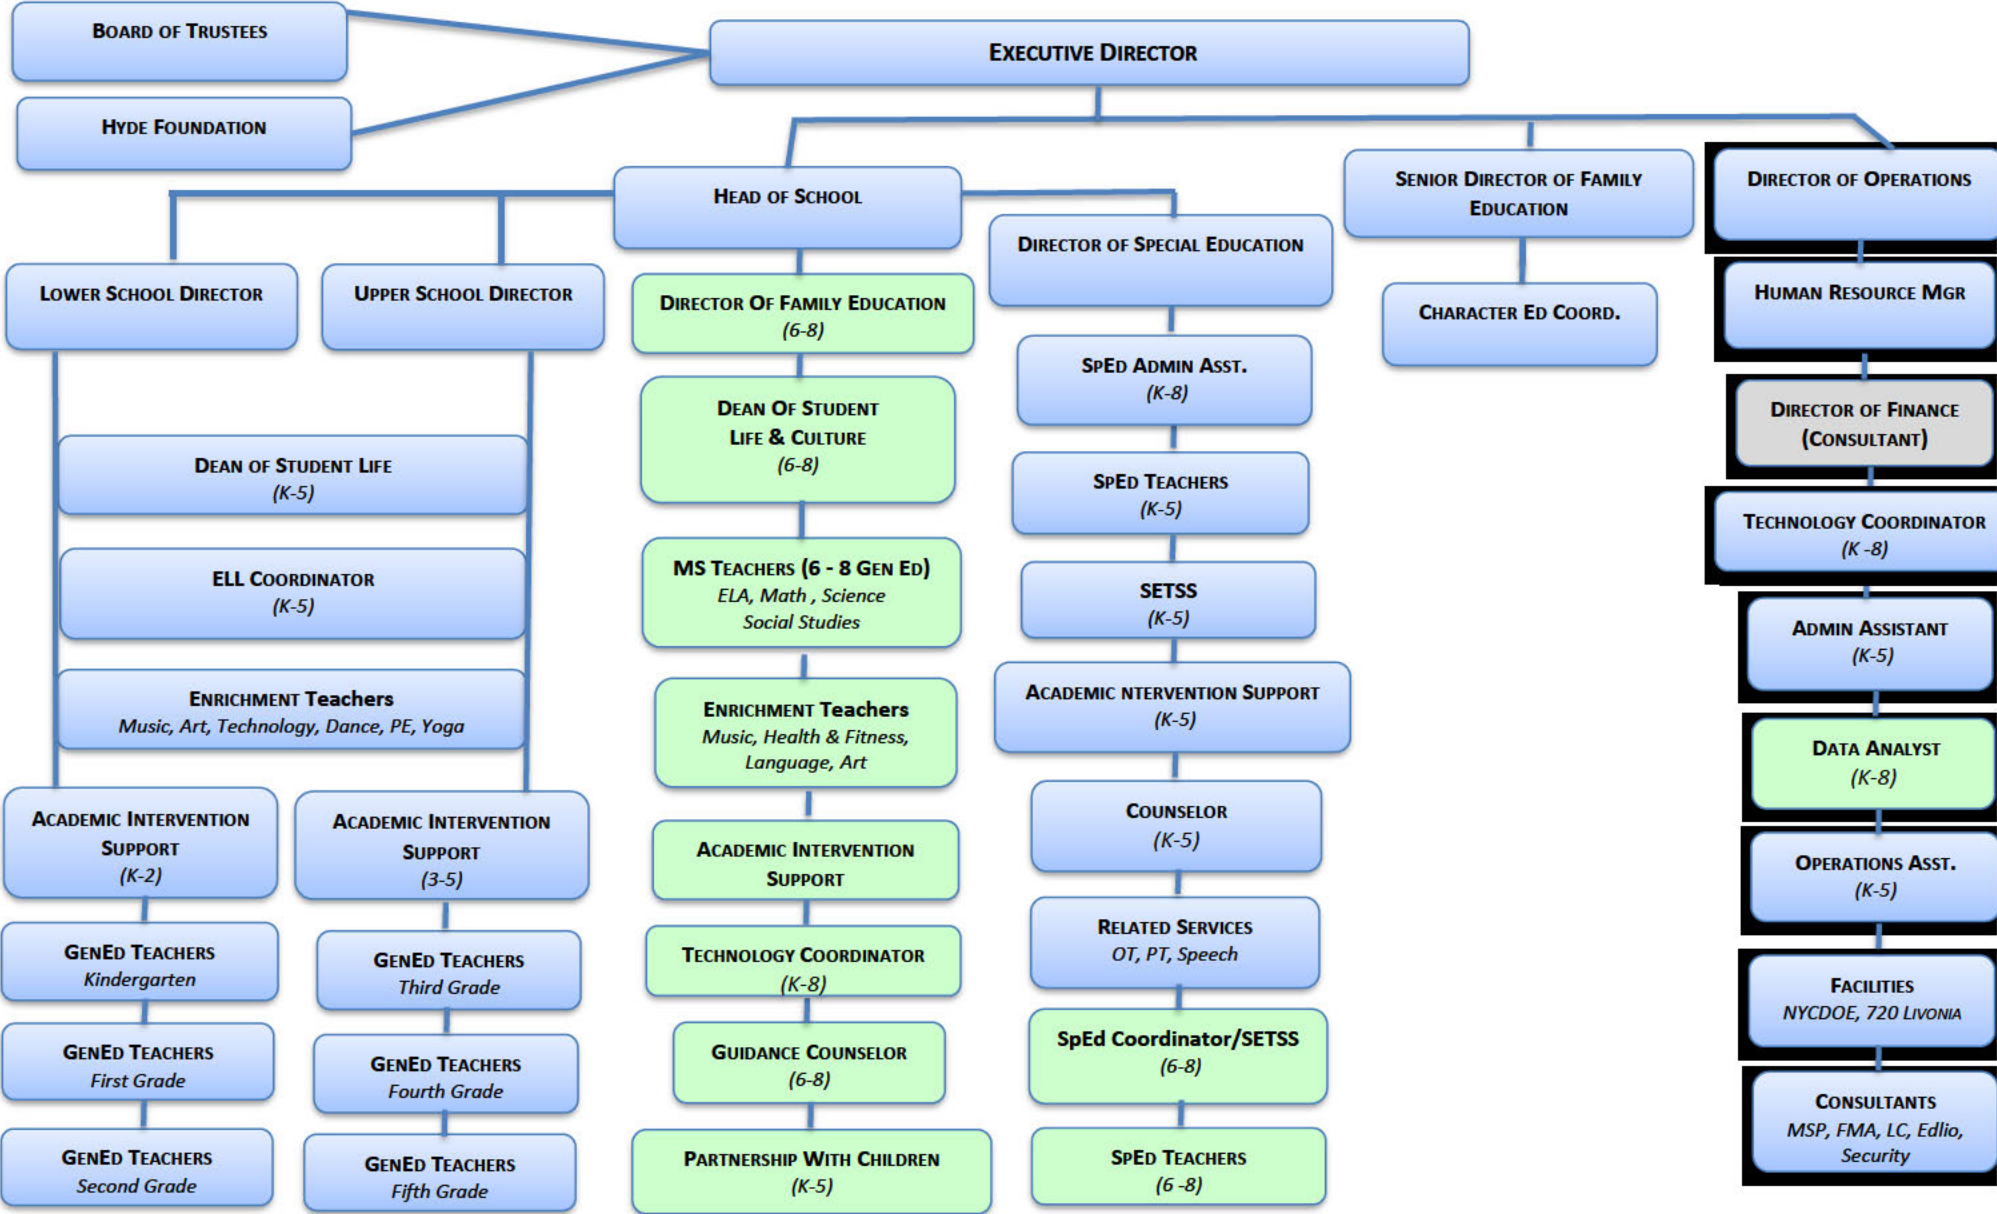 BOARD OF TRUSTEES
EXECUTIVE DIRECTOR
HYDE FOUNDATION
HEAD OF SCHOOL
SENIOR DIRECTOR OF FAMILY
EDUCATION
DIRECTOR OF OPERATIONS
LOWER SCHOOL DIRECTOR
UPPER SCHOOL DIRECTOR
DEAN OF STUDENT LIFE
(K-5)
ELL COORDINATOR
(K-5)
ENRICHMENT Teachers
Music, Art, Technology, Dance, PE, Yoga
ACADEMIC INTERVENTION
SUPPORT
(K-2)
GENED TEACHERS
Kindergarten
GENED TEACHERS
First Grade
GENED TEACHERS
Second Grade
ACADEMIC INTERVENTION
SUPPORT
(3-5)
GENED TEACHERS
Third Grade
GENED TEACHERS
Fourth Grade
GENED TEACHERS
Fifth Grade
DIRECTOR OF FAMILY EDUCATION
(6-8)
DEAN OF STUDENT
LIFE & CULTURE
(6-8)
MS TEACHERS (6 - 8 GEN ED)
ELA, Math , Science
Social Studies
ENRICHMENT Teachers
Music, Health & Fitness,
Language, Art
ACADEMIC INTERVENTION
SUPPORT
TECHNOLOGY COORDINATOR
(K-8)
GUIDANCE COUNSELOR
(6-8)
PARTNERSHIP WITH CHILDREN
(K-5)
DIRECTOR OF SPECIAL EDUCATION
SPED ADMIN ASST.
(K-8)
SPED TEACHERS
(K-5)
SETSS
(K-5)
ACADEMIC NTERVENTION SUPPORT
(K-5)
COUNSELOR
(K-5)
RELATED SERVICES
OT, PT, Speech
SpEd Coordinator/SETSS
(6-8)
SPED TEACHERS
(6 -8)
CHARACTER ED COORD.
HUMAN RESOURCE MGR
DIRECTOR OF FINANCE
(CONSULTANT)
TECHNOLOGY COORDINATOR
(K -8)
ADMIN ASSISTANT
(K-5)
DATA ANALYST
(K-8)
OPERATIONS ASST.
(K-5)
FACILITIES
NYCDOE, 720 LIVONIA
CONSULTANTS
MSP, FMA, LC, Edlio,
Security